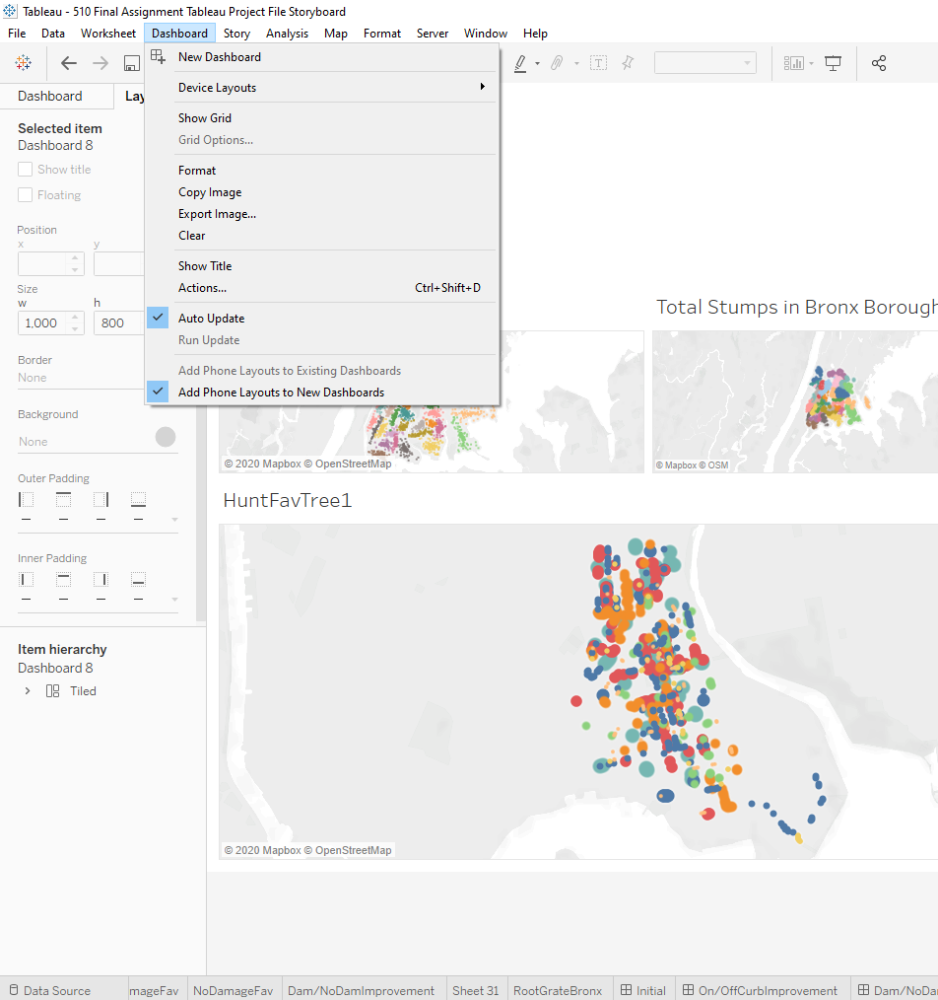 Tableau - 510 Final Assignment Tableau Project File Storyboard
File Data Worksheet Dashboard Story Analysis Map Format Server Window Help
New Dashboard
Device Layouts
Show Grid
Grid Options...
Format
Copy Image
Export Image...
Clear
Show Title
Actions... Ctrl+Shift+D
Auto Update
Run Update
Add Phone Layouts to Existing Dashboards
Add Phone Layouts to New Dashboards
T
Dashboard Lay
Selected item
Dashboard 8
Show title
Floating
Position
x y
Size
w h
1,000 800
Border
None
Background
None
Outer Padding
Inner Padding
Item hierarchy
Dashboard 8
Tiled
Total Stumps in Bronx Borough
© 2020 Mapbox © OpenStreetMap
© Mapbox © OSM
HuntFavTree1
© 2020 Mapbox © OpenStreetMap
Data Source mageFav NoDamageFav Dam/NoDamImprovement Sheet 31 RootGrateBronx Initial On/OffCurbImprovement Dam/NoDa